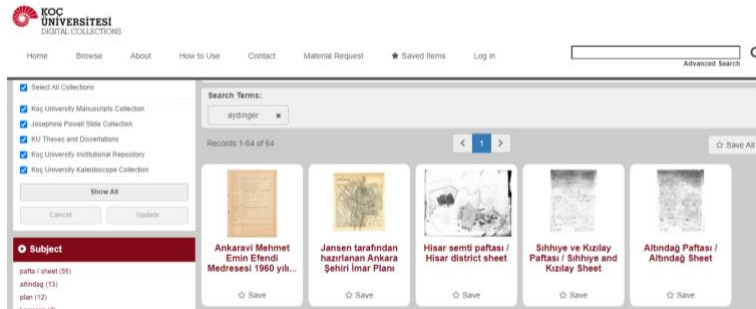 KOÇ
ÜNİVERSİTESİ
DIGITAL COLLECTIONS
Home Browse About How to Use Contact Material Request ★ Saved Items Log in
Advanced Search
Select All Collections
Koç University Manuscripts Collection
Josephine Powell Slide Collection
KU Theses and Dissertations
Koç University Institutional Repository
Koç University Kaleidoscope Collection
Show All
Cancel Update
Subject
pafta / sheet (55)
altındag (13)
plan (12)
Search Terms:
aydinger ×
Records 1-64 of 64
< 1 >
☆ Save All
Ankaravi Mehmet
Emin Efendi
Medresesi 1960 yılı...
☆ Save
Jansen tarafından
hazırlanan Ankara
Şehiri İmar Planı
☆ Save
Hisar semti paftası /
Hisar district sheet
☆ Save
Sıhhıye ve Kızılay
Paftası / Sıhhıye and
Kızılay Sheet
☆ Save
Altındağ Paftası /
Altındağ Sheet
☆ Save